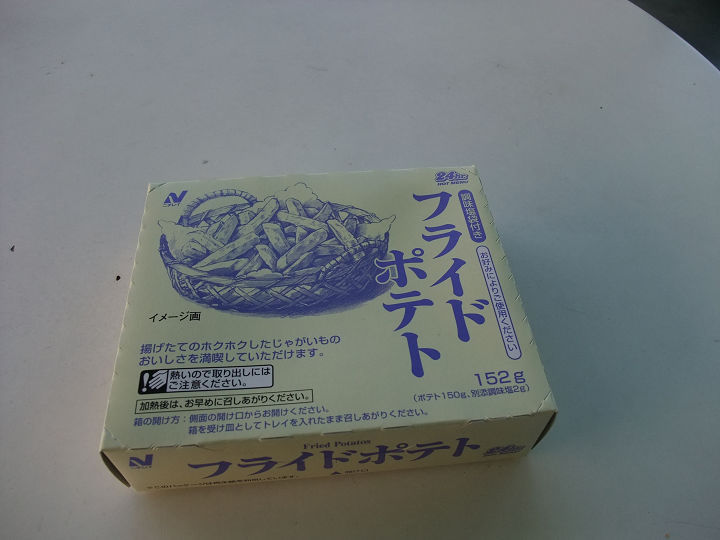 ニチレイ
24hr.
HOT MENU
調味塩袋付き
お好みによりご使用ください
フライド
ポテト
イメージ画
揚げたてのホクホクしたじゃがいもの
おいしさを満喫していただけます。
熱いので取り出しには
ご注意ください。
加熱後は、お早めに召しあがりください。
箱の開け方：側面の開け口からお開けください。
箱を受け皿としてトレイを入れたまま召しあがりください。
152g
(ポテト150g、別添調味塩2g)
Fried Potatos
フライドポテト
24hr.